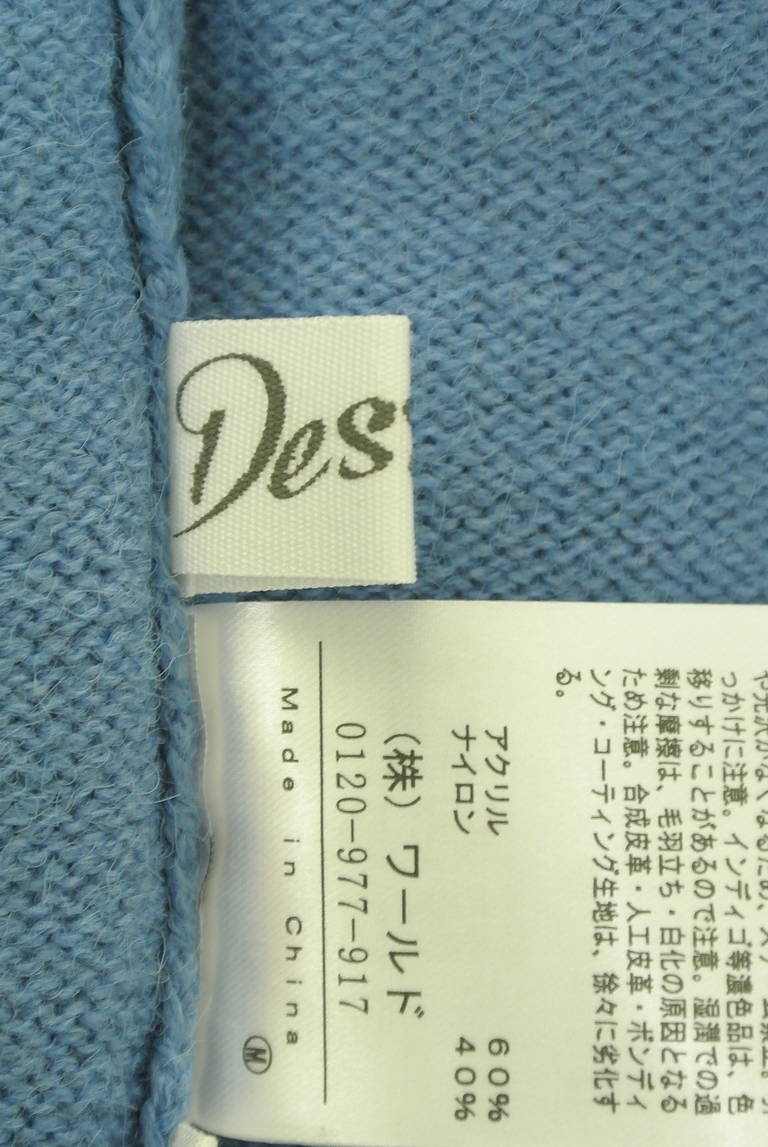 Des
っかけに注意。インディゴ等濃色品は、色
移りすることがあるので注意。湿潤での過
剰な摩擦は、毛羽立ち・白化の原因となる
ため注意。合成皮革・人工皮革・ボンディ
ング・コーティング生地は、徐々に劣化す
る。
アクリル 60%
ナイロン 40%
(株)ワールド
0120-977-917
Made in China
M